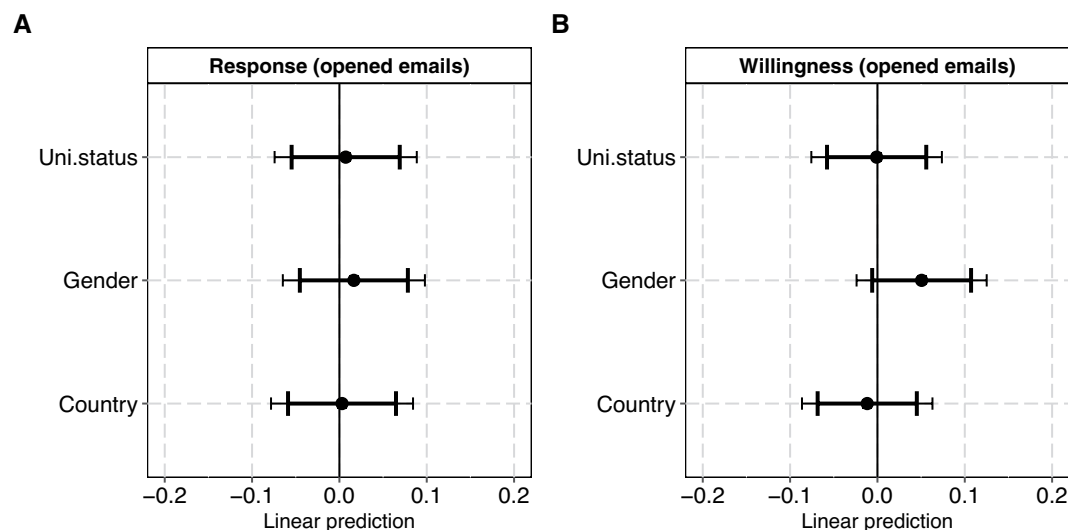 A
Response (opened emails)
Uni.status
Gender
Country
−0.2 −0.1 0.0 0.1 0.2
Linear prediction
B
Willingness (opened emails)
Uni.status
Gender
Country
−0.2 −0.1 0.0 0.1 0.2
Linear prediction